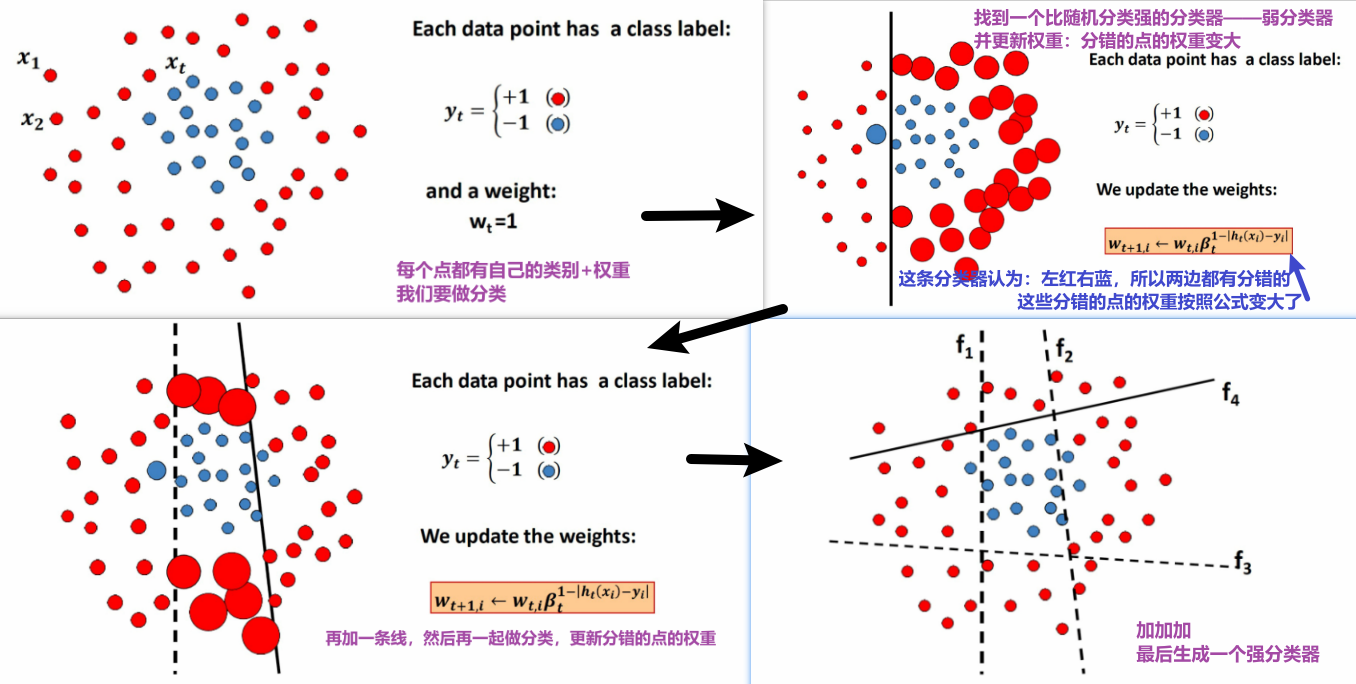 x₁
x₂
xₜ
Each data point has a class label:
yₜ = { +1 (●)
−1 (●)
and a weight:
wₜ =1
每个点都有自己的类别+权重
我们要做分类
找到一个比随机分类强的分类器——弱分类器
并更新权重：分错的点的权重变大
Each data point has a class label:
yₜ = { +1 (●)
−1 (●)
We update the weights:
wₜ₊₁,ᵢ ← wₜ,ᵢβₜ^{1−|hₜ(xᵢ)−yᵢ|}
这条分类器认为：左红右蓝，所以两边都有分错的
这些分错的点的权重按照公式变大了
Each data point has a class label:
yₜ = { +1 (●)
−1 (●)
We update the weights:
wₜ₊₁,ᵢ ← wₜ,ᵢβₜ^{1−|hₜ(xᵢ)−yᵢ|}
再加一条线，然后再一起做分类，更新分错的点的权重
f₁
f₂
f₄
f₃
加加加
最后生成一个强分类器